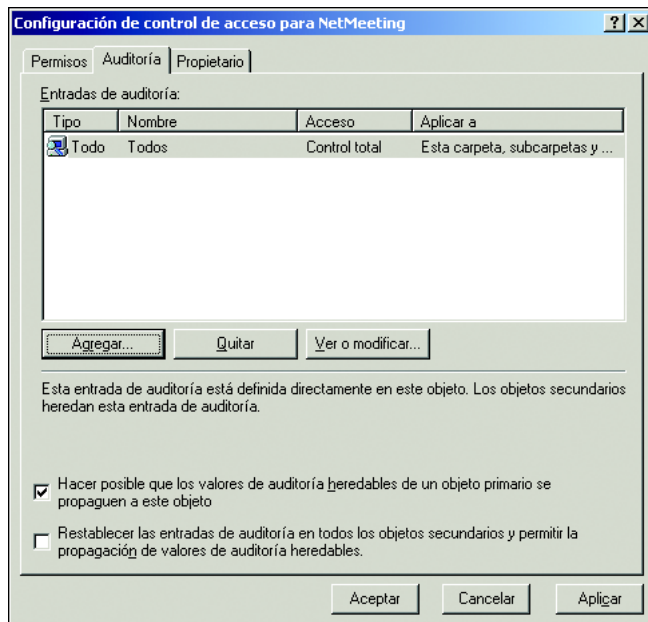 Configuración de control de acceso para NetMeeting
Permisos Auditoría Propietario
Entradas de auditoría:
Tipo Nombre Acceso Aplicar a
Todo Todos Control total Esta carpeta, subcarpetas y ...
Agregar... Quitar Ver o modificar...
Esta entrada de auditoría está definida directamente en este objeto. Los objetos secundarios
heredan esta entrada de auditoría.
Hacer posible que los valores de auditoría heredables de un objeto primario se
propaguen a este objeto
Restablecer las entradas de auditoría en todos los objetos secundarios y permitir la
propagación de valores de auditoría heredables.
Aceptar Cancelar Aplicar